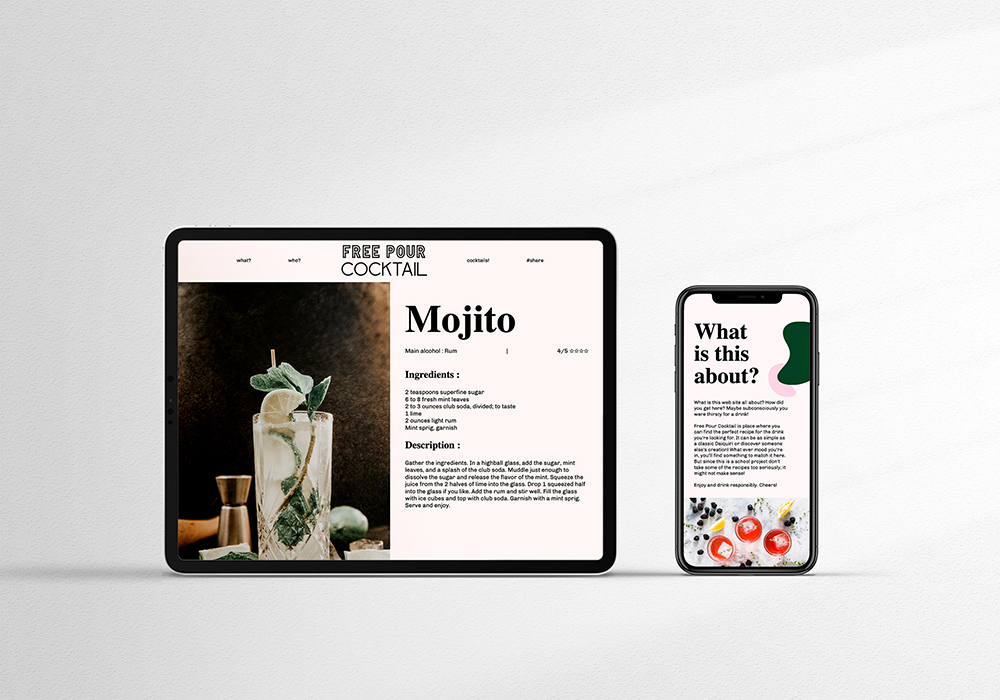 what?
who?
FREE POUR
COCKTAIL
cocktails!
#share
Mojito
Main alcohol : Rum | 4/5 ☆☆☆☆
Ingredients :
2 teaspoons superfine sugar
6 to 8 fresh mint leaves
2 to 3 ounces club soda, divided; to taste
1 lime
2 ounces light rum
Mint sprig, garnish
Description :
Gather the ingredients. In a highball glass, add the sugar, mint
leaves, and a splash of the club soda. Muddle just enough to
dissolve the sugar and release the flavor of the mint. Squeeze the
juice from the 2 halves of lime into the glass. Drop 1 squeezed half
into the glass if you like. Add the rum and stir well. Fill the glass
with ice cubes and top with club soda. Garnish with a mint sprig.
Serve and enjoy.
What
is this
about?
What is this web site all about? How did
you get here? Maybe subconsciously you
were thirsty for a drink!
Free Pour Cocktail is place where you
can find the perfect recipe for the drink
you're looking for. It can be as simple as
a classic Daiquiri or discover someone
else's creation! What ever mood you're
in, you'll find something to match it here.
But since this is a school project don't
take some of the recipes too seriously, it
might not make sense!
Enjoy and drink responsibly. Cheers!